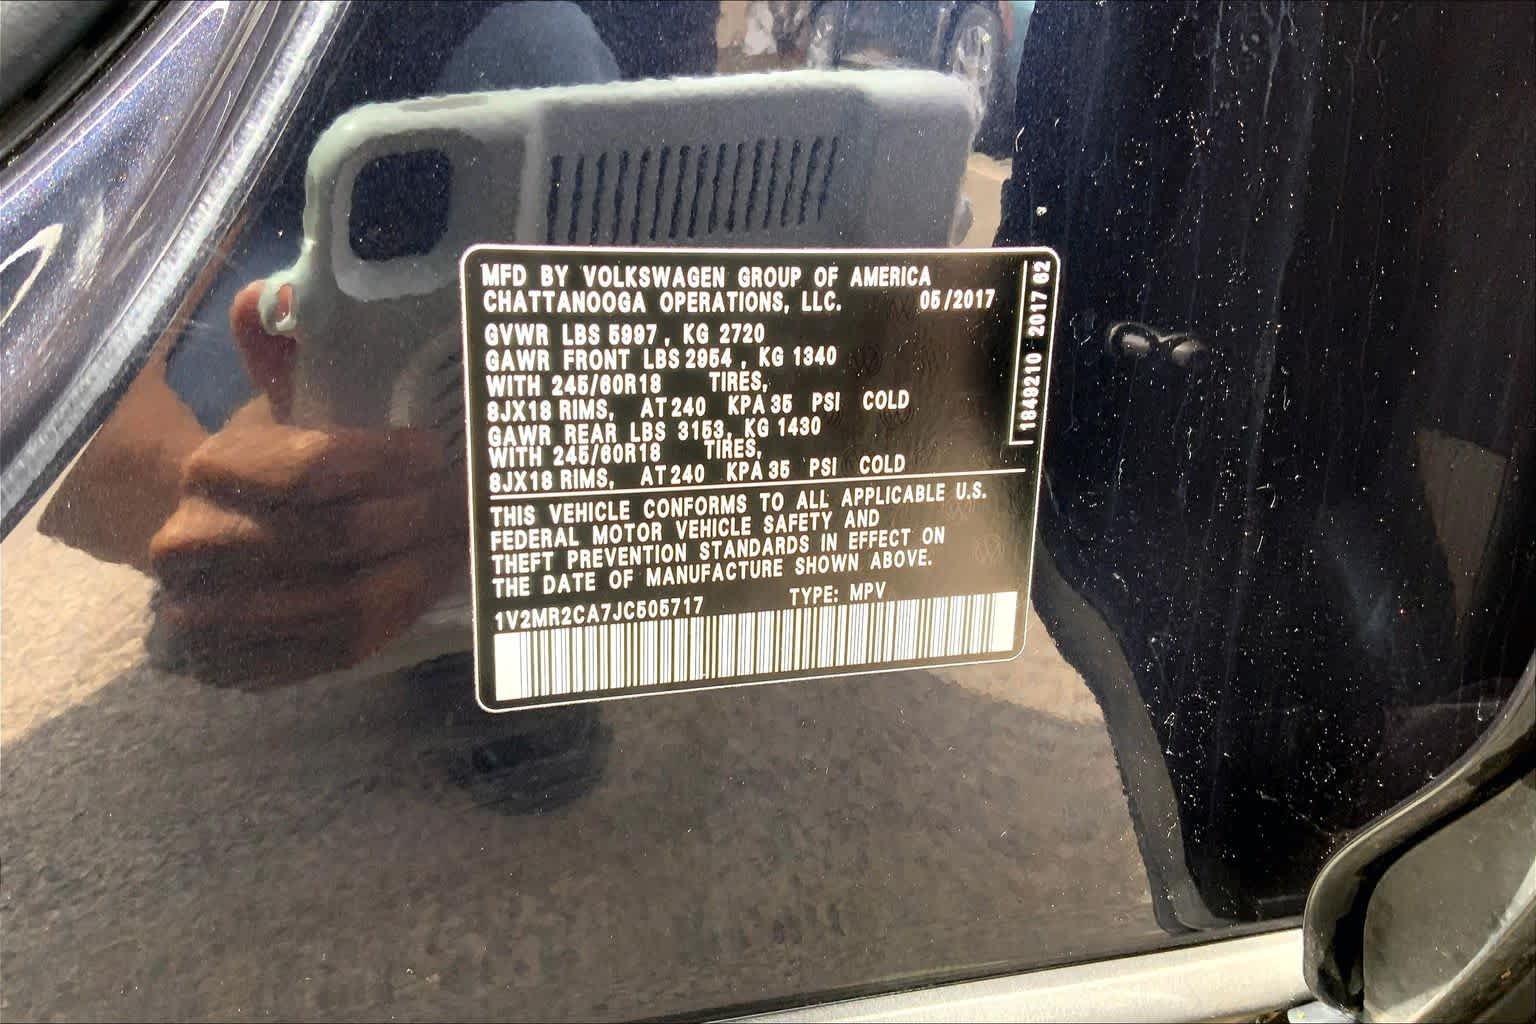 MFD BY VOLKSWAGEN GROUP OF AMERICA
CHATTANOOGA OPERATIONS, LLC. 05/2017
GVWR LBS 5997, KG 2720
GAWR FRONT LBS 2954, KG 1340
WITH 245/60R18 TIRES,
8JX18 RIMS, AT 240 KPA 35 PSI COLD
GAWR REAR LBS 3153, KG 1430
WITH 245/60R18 TIRES,
8JX18 RIMS, AT 240 KPA 35 PSI COLD
THIS VEHICLE CONFORMS TO ALL APPLICABLE U.S.
FEDERAL MOTOR VEHICLE SAFETY AND
THEFT PREVENTION STANDARDS IN EFFECT ON
THE DATE OF MANUFACTURE SHOWN ABOVE.
1V2MR2CA7JC505717 TYPE: MPV
1849210 2017 62